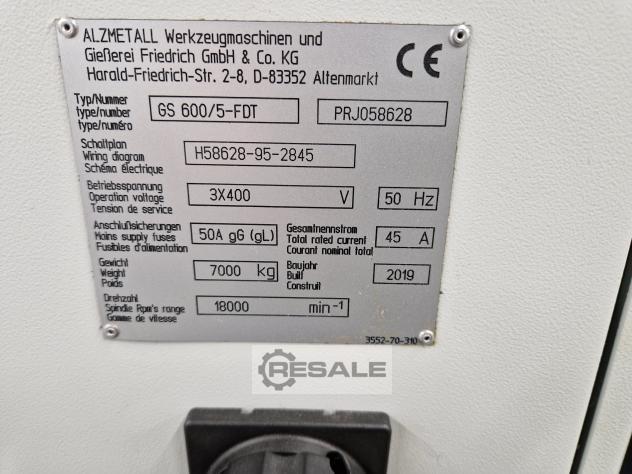 ALZMETALL Werkzeugmaschinen und
Gießerei Friedrich GmbH & Co. KG
Harald-Friedrich-Str. 2-8, D-83352 Altenmarkt
CE
Typ/Nummer
type/number
type/numéro
GS 600/5-FDT
PRJ058628
Schaltplan
Wiring diagram
Schéma électrique
H58628-95-2845
Betriebsspannung
Operation voltage
Tension de service
3X400 V
50 Hz
Anschlußsicherungen
Mains supply fuses
Fusibles d'alimentation
50A gG (gL)
Gesamtnennstrom
Total rated current
Courant nominal total
45 A
Gewicht
Weight
Poids
7000 kg
Baujahr
Built
Construit
2019
Drehzahl
Spindle Rpm's range
Gamme de vitesse
18000 min-1
3552-70-310
RESALE